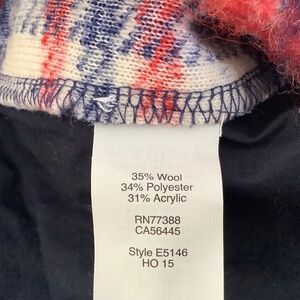 35% Wool
34% Polyester
31% Acrylic
RN77388
CA56445
Style E5146
HO 15